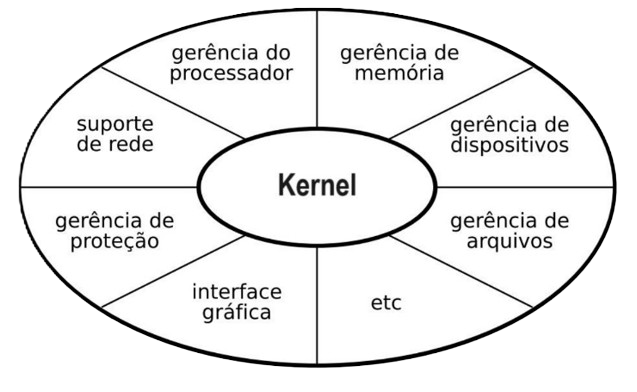 gerência do
processador
gerência de
memória
suporte
de rede
gerência de
dispositivos
Kernel
gerência de
proteção
gerência de
arquivos
interface
gráfica
etc